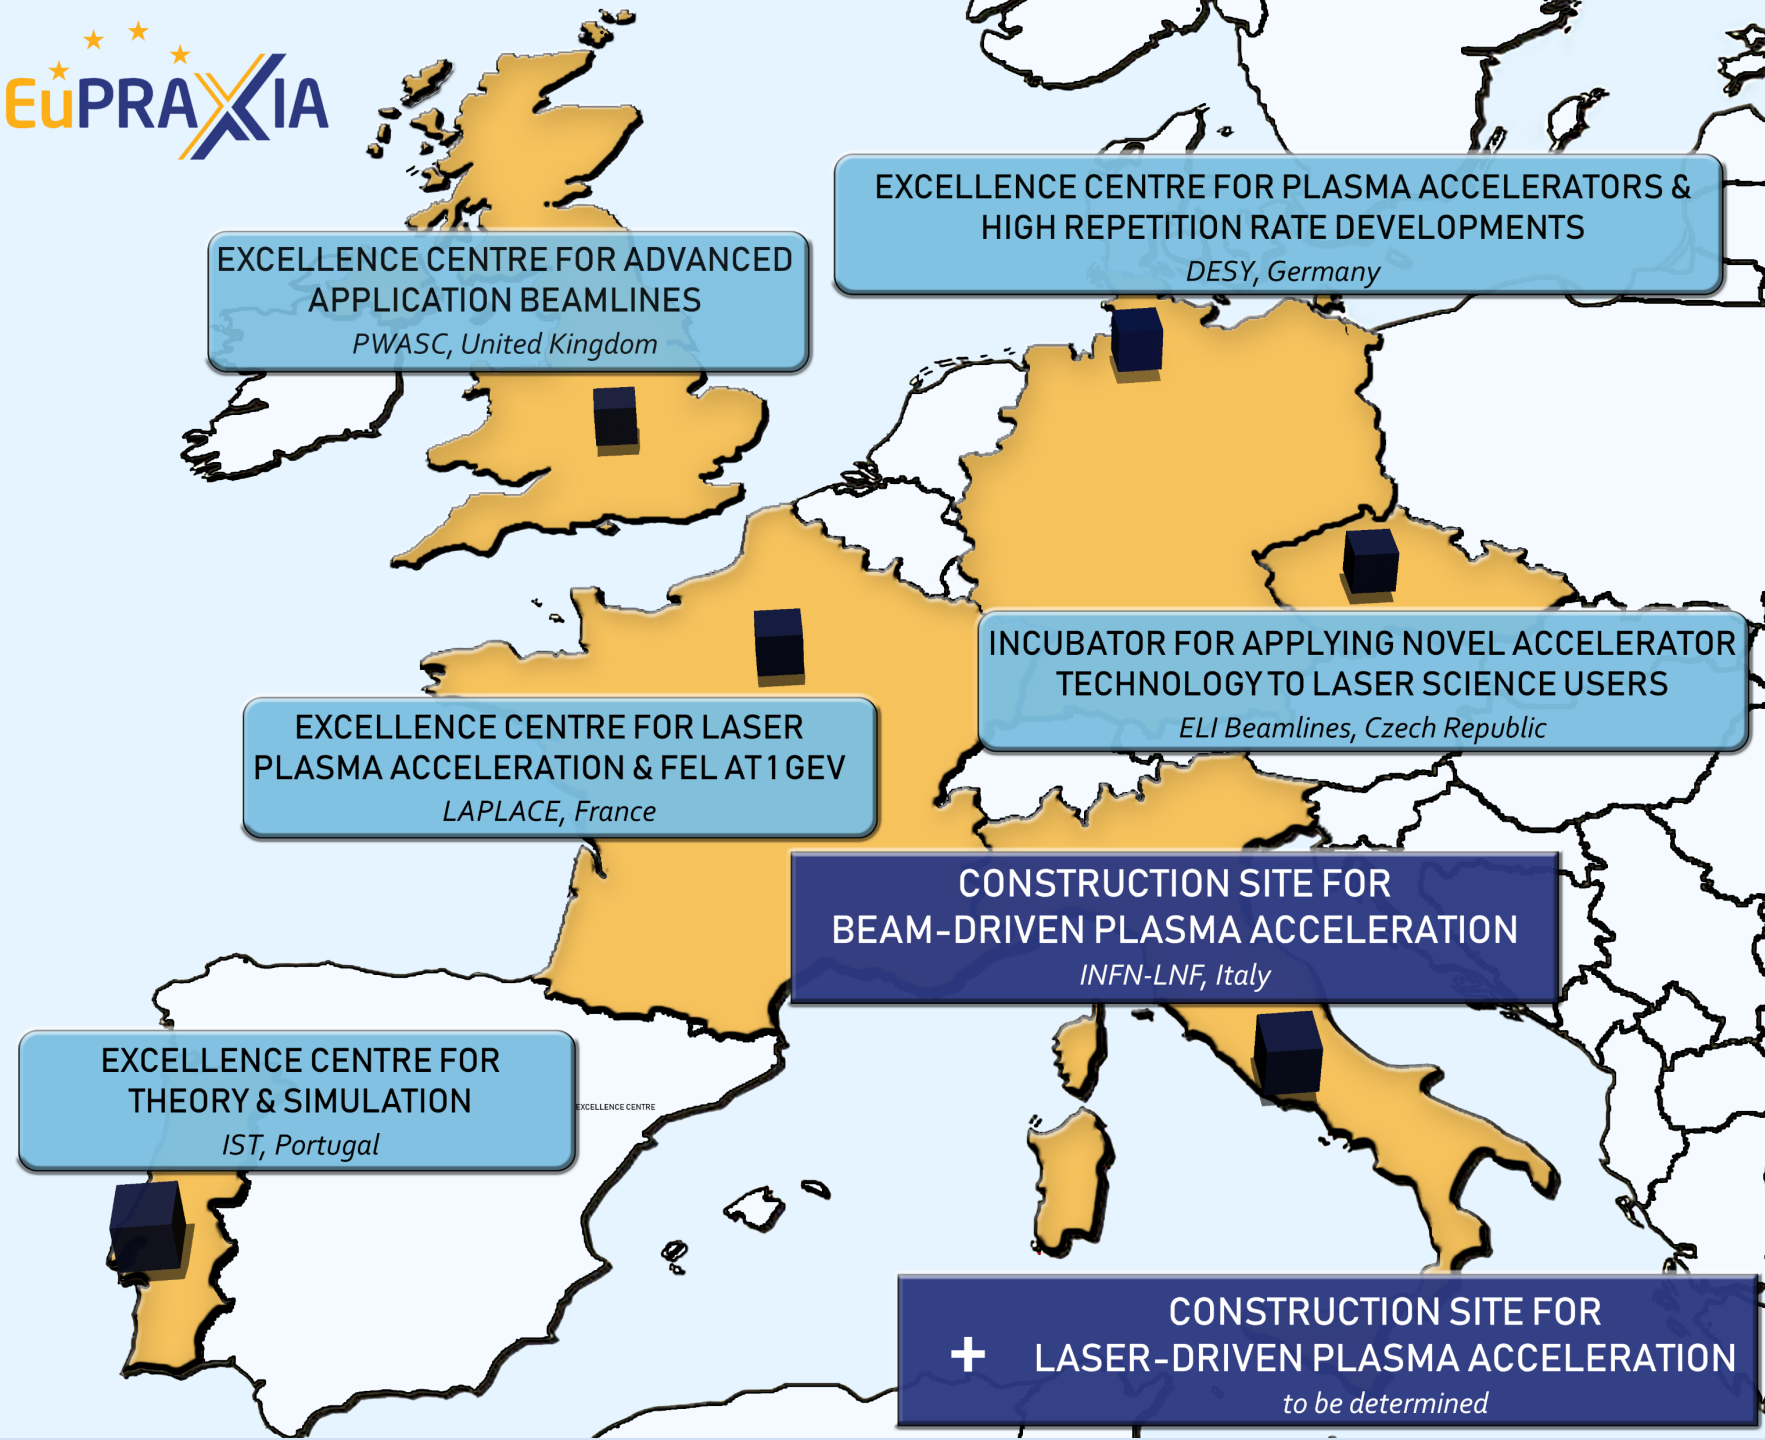 EuPRAXIA
EXCELLENCE CENTRE FOR PLASMA ACCELERATORS &
HIGH REPETITION RATE DEVELOPMENTS
DESY, Germany
EXCELLENCE CENTRE FOR ADVANCED
APPLICATION BEAMLINES
PWASC, United Kingdom
INCUBATOR FOR APPLYING NOVEL ACCELERATOR
TECHNOLOGY TO LASER SCIENCE USERS
ELI Beamlines, Czech Republic
EXCELLENCE CENTRE FOR LASER
PLASMA ACCELERATION & FEL AT 1 GEV
LAPLACE, France
CONSTRUCTION SITE FOR
BEAM-DRIVEN PLASMA ACCELERATION
INFN-LNF, Italy
EXCELLENCE CENTRE FOR
THEORY & SIMULATION
IST, Portugal
EXCELLENCE CENTRE
CONSTRUCTION SITE FOR
+ LASER-DRIVEN PLASMA ACCELERATION
to be determined